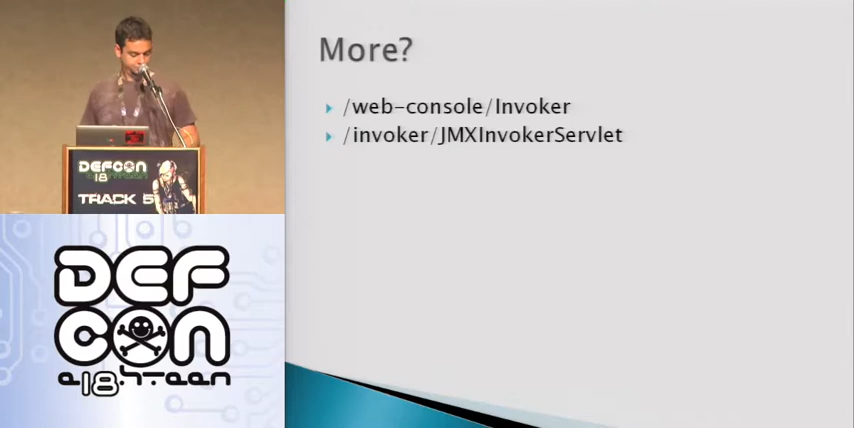 More?
/web-console/Invoker
/invoker/JMXInvokerServlet
DEFCON
18
TRACK 5
DEF
CON
e18hteen